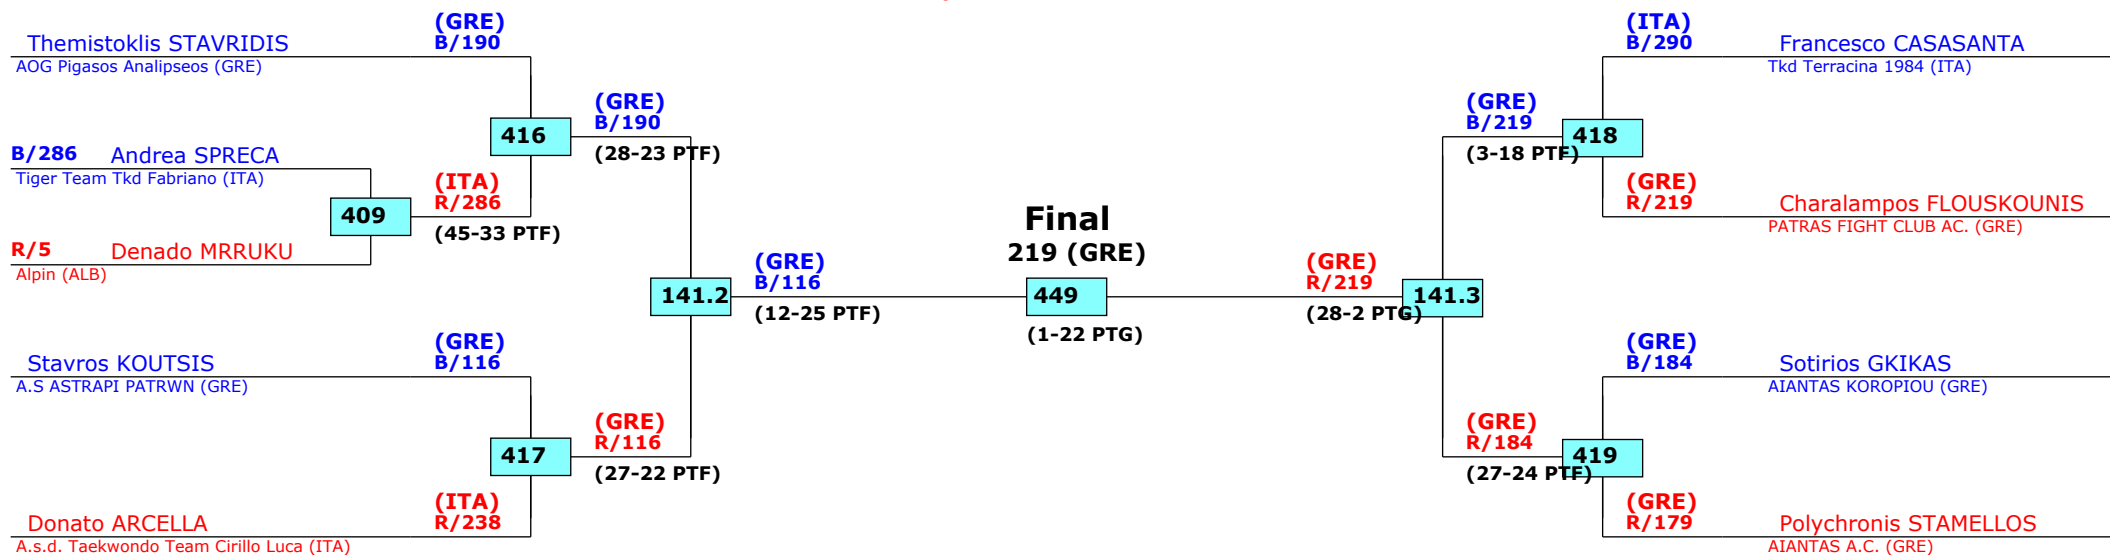 (GRE)
B/190
Themistoklis STAVRIDIS
AOG Pigasos Analipseos (GRE)
416
(GRE)
B/190
(28-23 PTF)
B/286 Andrea SPRECA
Tiger Team Tkd Fabriano (ITA)
409
(ITA)
R/286
(45-33 PTF)
R/5 Denado MRRUKU
Alpin (ALB)
141.2
(GRE)
B/116
(12-25 PTF)
Stavros KOUTSIS
A.S ASTRAPI PATRWN (GRE)
(GRE)
B/116
417
(GRE)
R/116
(27-22 PTF)
(ITA)
R/238
Donato ARCELLA
A.s.d. Taekwondo Team Cirillo Luca (ITA)
Final
219 (GRE)
449
(1-22 PTG)
(ITA)
B/290
Francesco CASASANTA
Tkd Terracina 1984 (ITA)
(GRE)
B/219
(3-18 PTF)
418
(GRE)
R/219
Charalampos FLOUSKOUNIS
PATRAS FIGHT CLUB AC. (GRE)
(GRE)
R/219
(28-2 PTG)
141.3
(GRE)
B/184
Sotirios GKIKAS
AIANTAS KOROPIOU (GRE)
(GRE)
R/184
(27-24 PTF)
419
(GRE)
R/179
Polychronis STAMELLOS
AIANTAS A.C. (GRE)